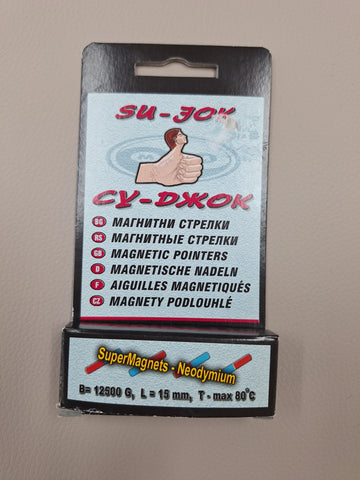 SU-JOK
СУ-ДЖОК
BG МАГНИТНИ СТРЕЛКИ
RS МАГНИТНЫЕ СТРЕЛКИ
GB MAGNETIC POINTERS
D MAGNETISCHE NADELN
F AIGUILLES MAGNETIQUÉS
CZ MAGNETY PODLOUHLÉ
SuperMagnets - Neodymium
B= 12500 G, L = 15 mm, T - max 80°C